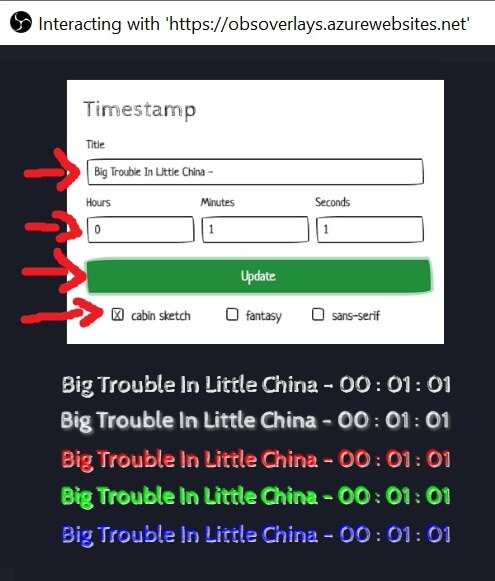 Interacting with 'https://obsoverlays.azurewebsites.net'
Timestamp
Title
Big Trouble In Little China -
Hours Minutes Seconds
0 1 1
Update
cabin sketch fantasy sans-serif
Big Trouble In Little China - 00 : 01 : 01
Big Trouble In Little China - 00 : 01 : 01
Big Trouble In Little China - 00 : 01 : 01
Big Trouble In Little China - 00 : 01 : 01
Big Trouble In Little China - 00 : 01 : 01